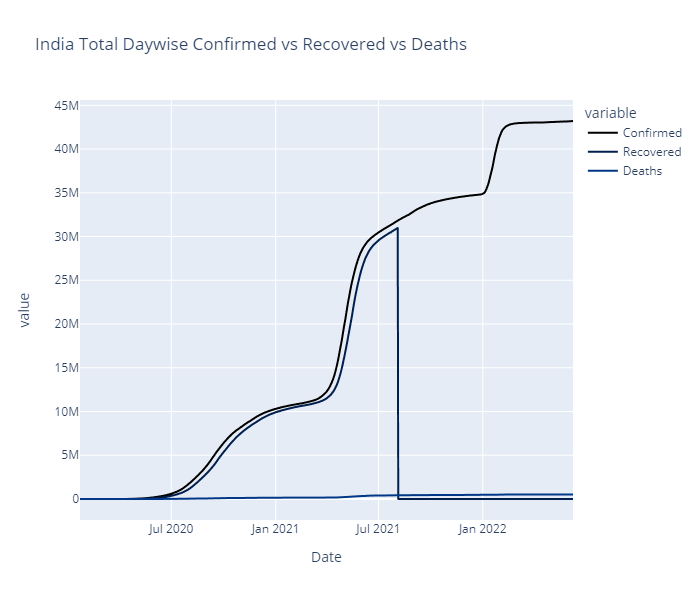 India Total Daywise Confirmed vs Recovered vs Deaths
variable
Confirmed
Recovered
Deaths
value
45M
40M
35M
30M
25M
20M
15M
10M
5M
0
Jul 2020
Jan 2021
Jul 2021
Jan 2022
Date